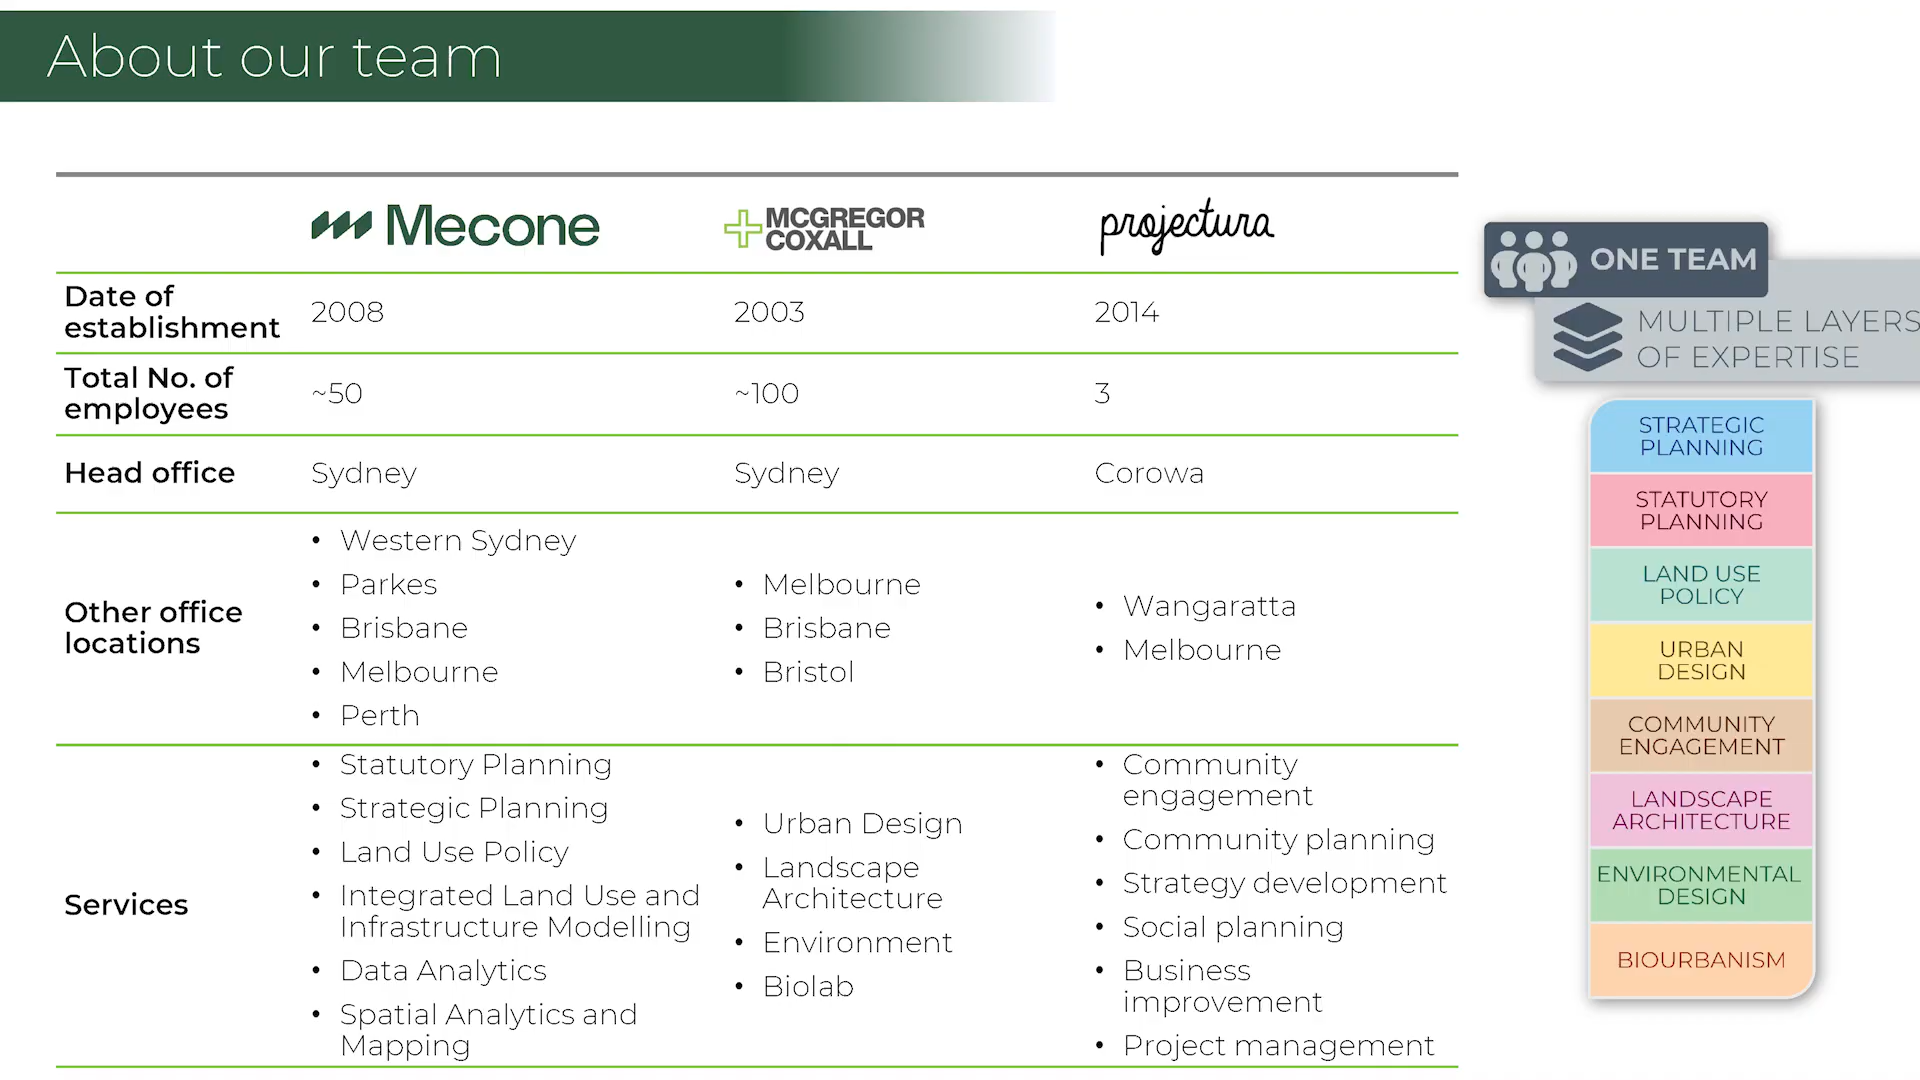 About our team
Mecone
MCGREGOR
COXALL
projectura
Date of
establishment
2008
2003
2014
Total No. of
employees
~50
~100
3
Head office
Sydney
Sydney
Corowa
Other office
locations
• Western Sydney
• Parkes
• Brisbane
• Melbourne
• Perth
• Melbourne
• Brisbane
• Bristol
• Wangaratta
• Melbourne
Services
• Statutory Planning
• Strategic Planning
• Land Use Policy
• Integrated Land Use and
Infrastructure Modelling
• Data Analytics
• Spatial Analytics and
Mapping
• Urban Design
• Landscape
Architecture
• Environment
• Biolab
• Community
engagement
• Community planning
• Strategy development
• Social planning
• Business
improvement
• Project management
ONE TEAM
MULTIPLE LAYERS
OF EXPERTISE
STRATEGIC
PLANNING
STATUTORY
PLANNING
LAND USE
POLICY
URBAN
DESIGN
COMMUNITY
ENGAGEMENT
LANDSCAPE
ARCHITECTURE
ENVIRONMENTAL
DESIGN
BIOURBANISM